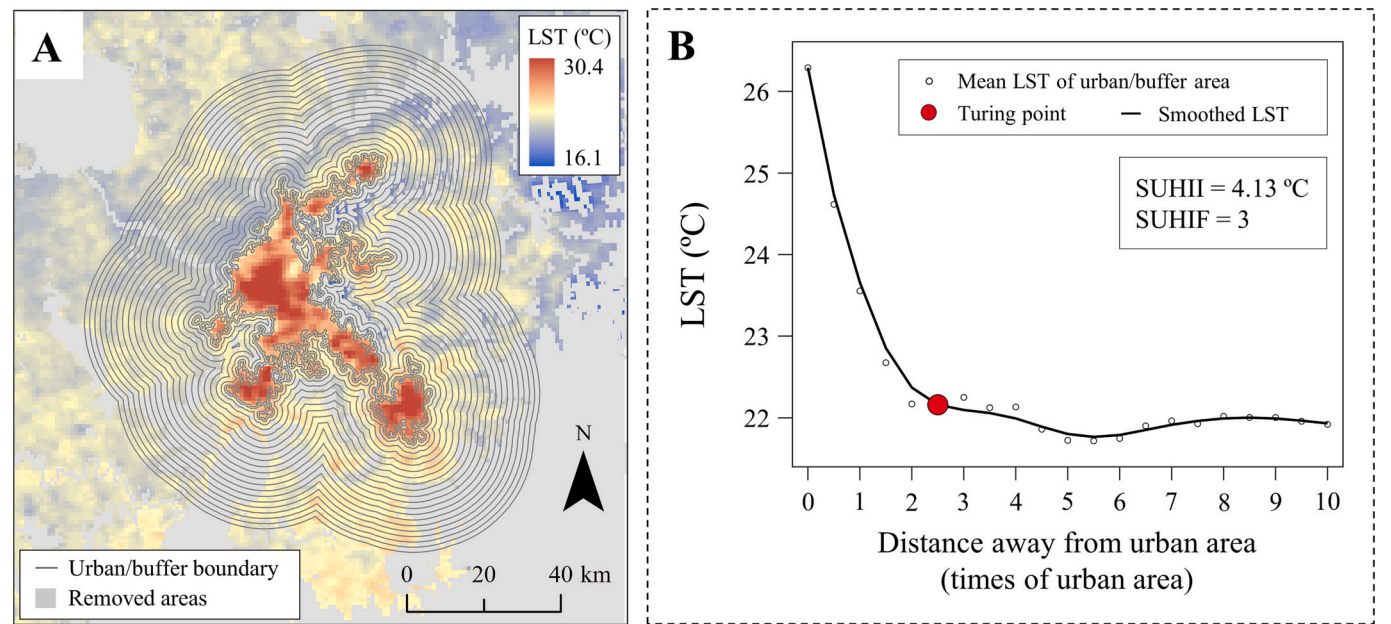 A
LST (ºC)
30.4
16.1
N
0 20 40 km
Urban/buffer boundary
Removed areas
B
Mean LST of urban/buffer area
Turing point
Smoothed LST
SUHII = 4.13 ºC
SUHIF = 3
LST (ºC)
26
25
24
23
22
0 1 2 3 4 5 6 7 8 9 10
Distance away from urban area
(times of urban area)